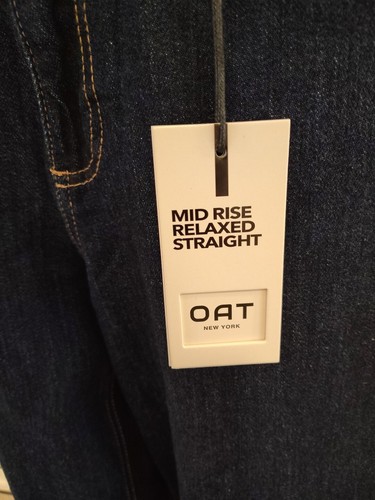 MID RISE
RELAXED
STRAIGHT
OAT
NEW YORK